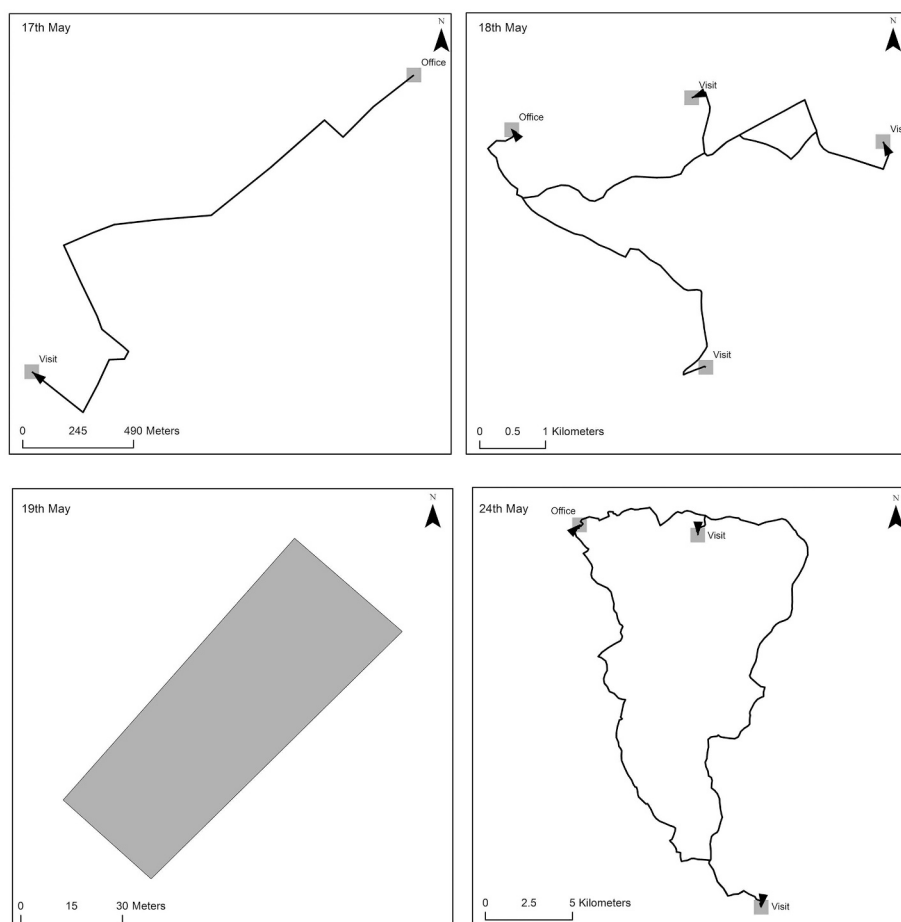 17th May
N
Office
Visit
0 245 490 Meters
18th May
N
Visit
Office
Visit
0 0.5 1 Kilometers
19th May
N
0 15 30 Meters
24th May
N
Office
Visit
Visit
0 2.5 5 Kilometers